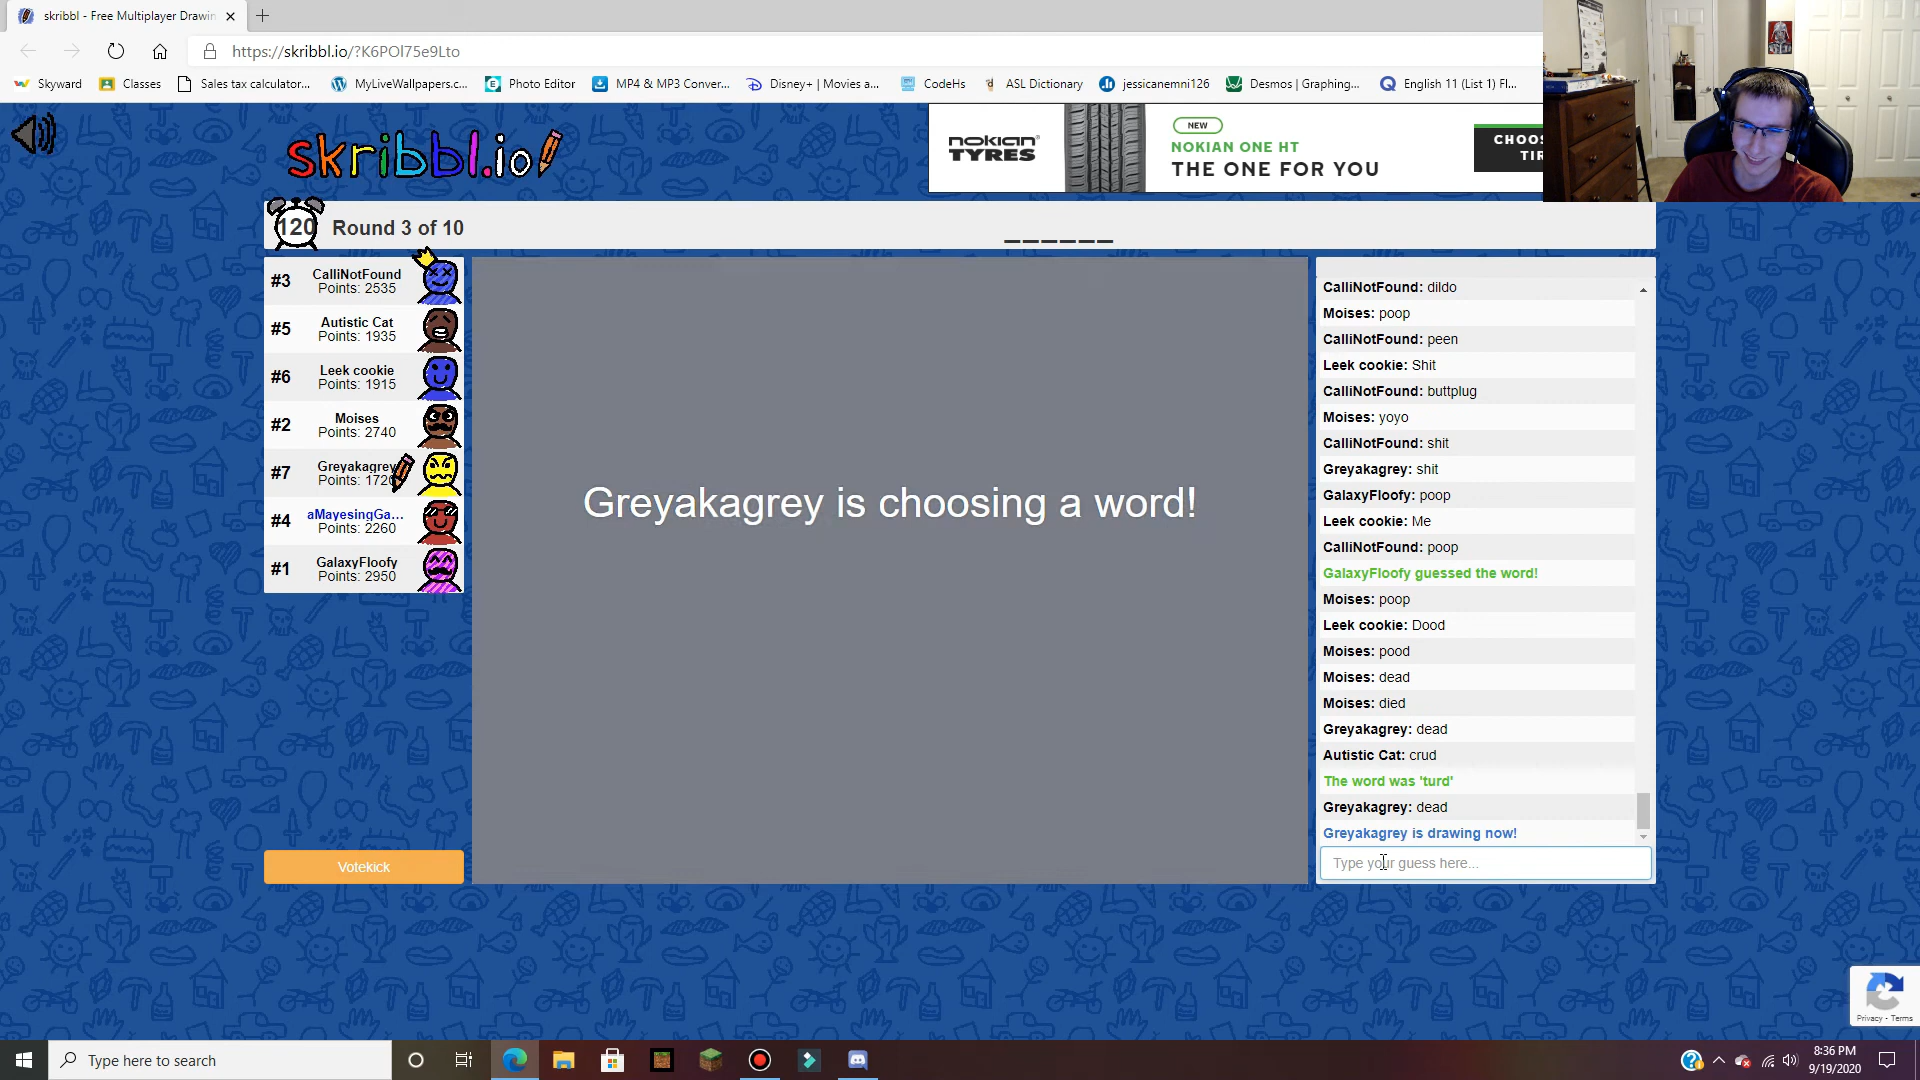 skribbl - Free Multiplayer Drawin
https://skribbl.io/?K6POl75e9Lto
Skyward
Classes
Sales tax calculator...
MyLiveWallpapers.c...
Photo Editor
MP4 & MP3 Conver...
Disney+ | Movies a...
CodeHs
ASL Dictionary
jessicanemni126
Desmos | Graphing...
English 11 (List 1) Fl...
skribbl.io
nokian
TYRES
NEW
NOKIAN ONE HT
THE ONE FOR YOU
120
Round 3 of 10
#3
CalliNotFound
Points: 2535
#5
Autistic Cat
Points: 1935
#6
Leek cookie
Points: 1915
#2
Moises
Points: 2740
#7
Greyakagrey
Points: 1720
#4
aMayesingGa...
Points: 2260
#1
GalaxyFloofy
Points: 2950
Votekick
Greyakagrey is choosing a word!
CalliNotFound: dildo
Moises: poop
CalliNotFound: peen
Leek cookie: Shit
CalliNotFound: buttplug
Moises: yoyo
CalliNotFound: shit
Greyakagrey: shit
GalaxyFloofy: poop
Leek cookie: Me
CalliNotFound: poop
GalaxyFloofy guessed the word!
Moises: poop
Leek cookie: Dood
Moises: pood
Moises: dead
Moises: died
Greyakagrey: dead
Autistic Cat: crud
The word was 'turd'
Greyakagrey: dead
Greyakagrey is drawing now!
Type your guess here...
Privacy - Terms
Type here to search
8:36 PM
9/19/2020